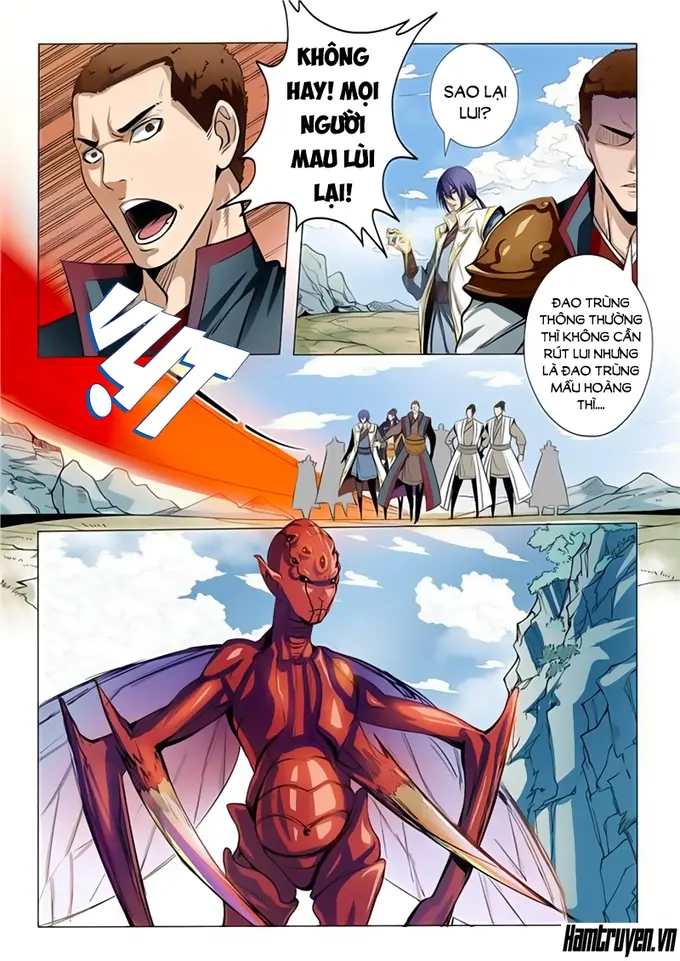 KHÔNG
HAY! MỌI
NGƯỜI
MAU LÙI
LẠI!
SAO LẠI
LUI?
ĐAO TRÙNG
THÔNG THƯỜNG
THÌ KHÔNG CẦN
RÚT LUI NHƯNG
LÀ ĐAO TRÙNG
MẪU HOÀNG
THÌ....
VỤT
Hamtruyen.vn